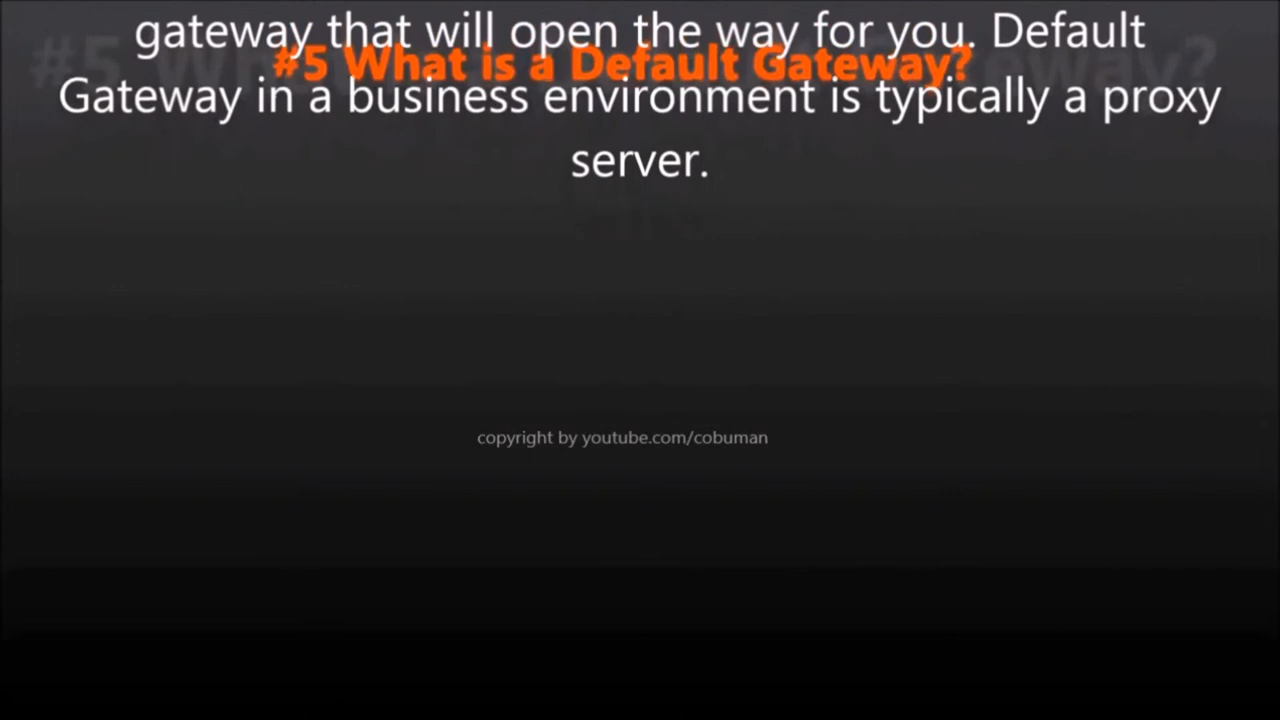 gateway that will open the way for you. Default
#5 What is a Default Gateway?
Gateway in a business environment is typically a proxy
server.
copyright by youtube.com/cobuman